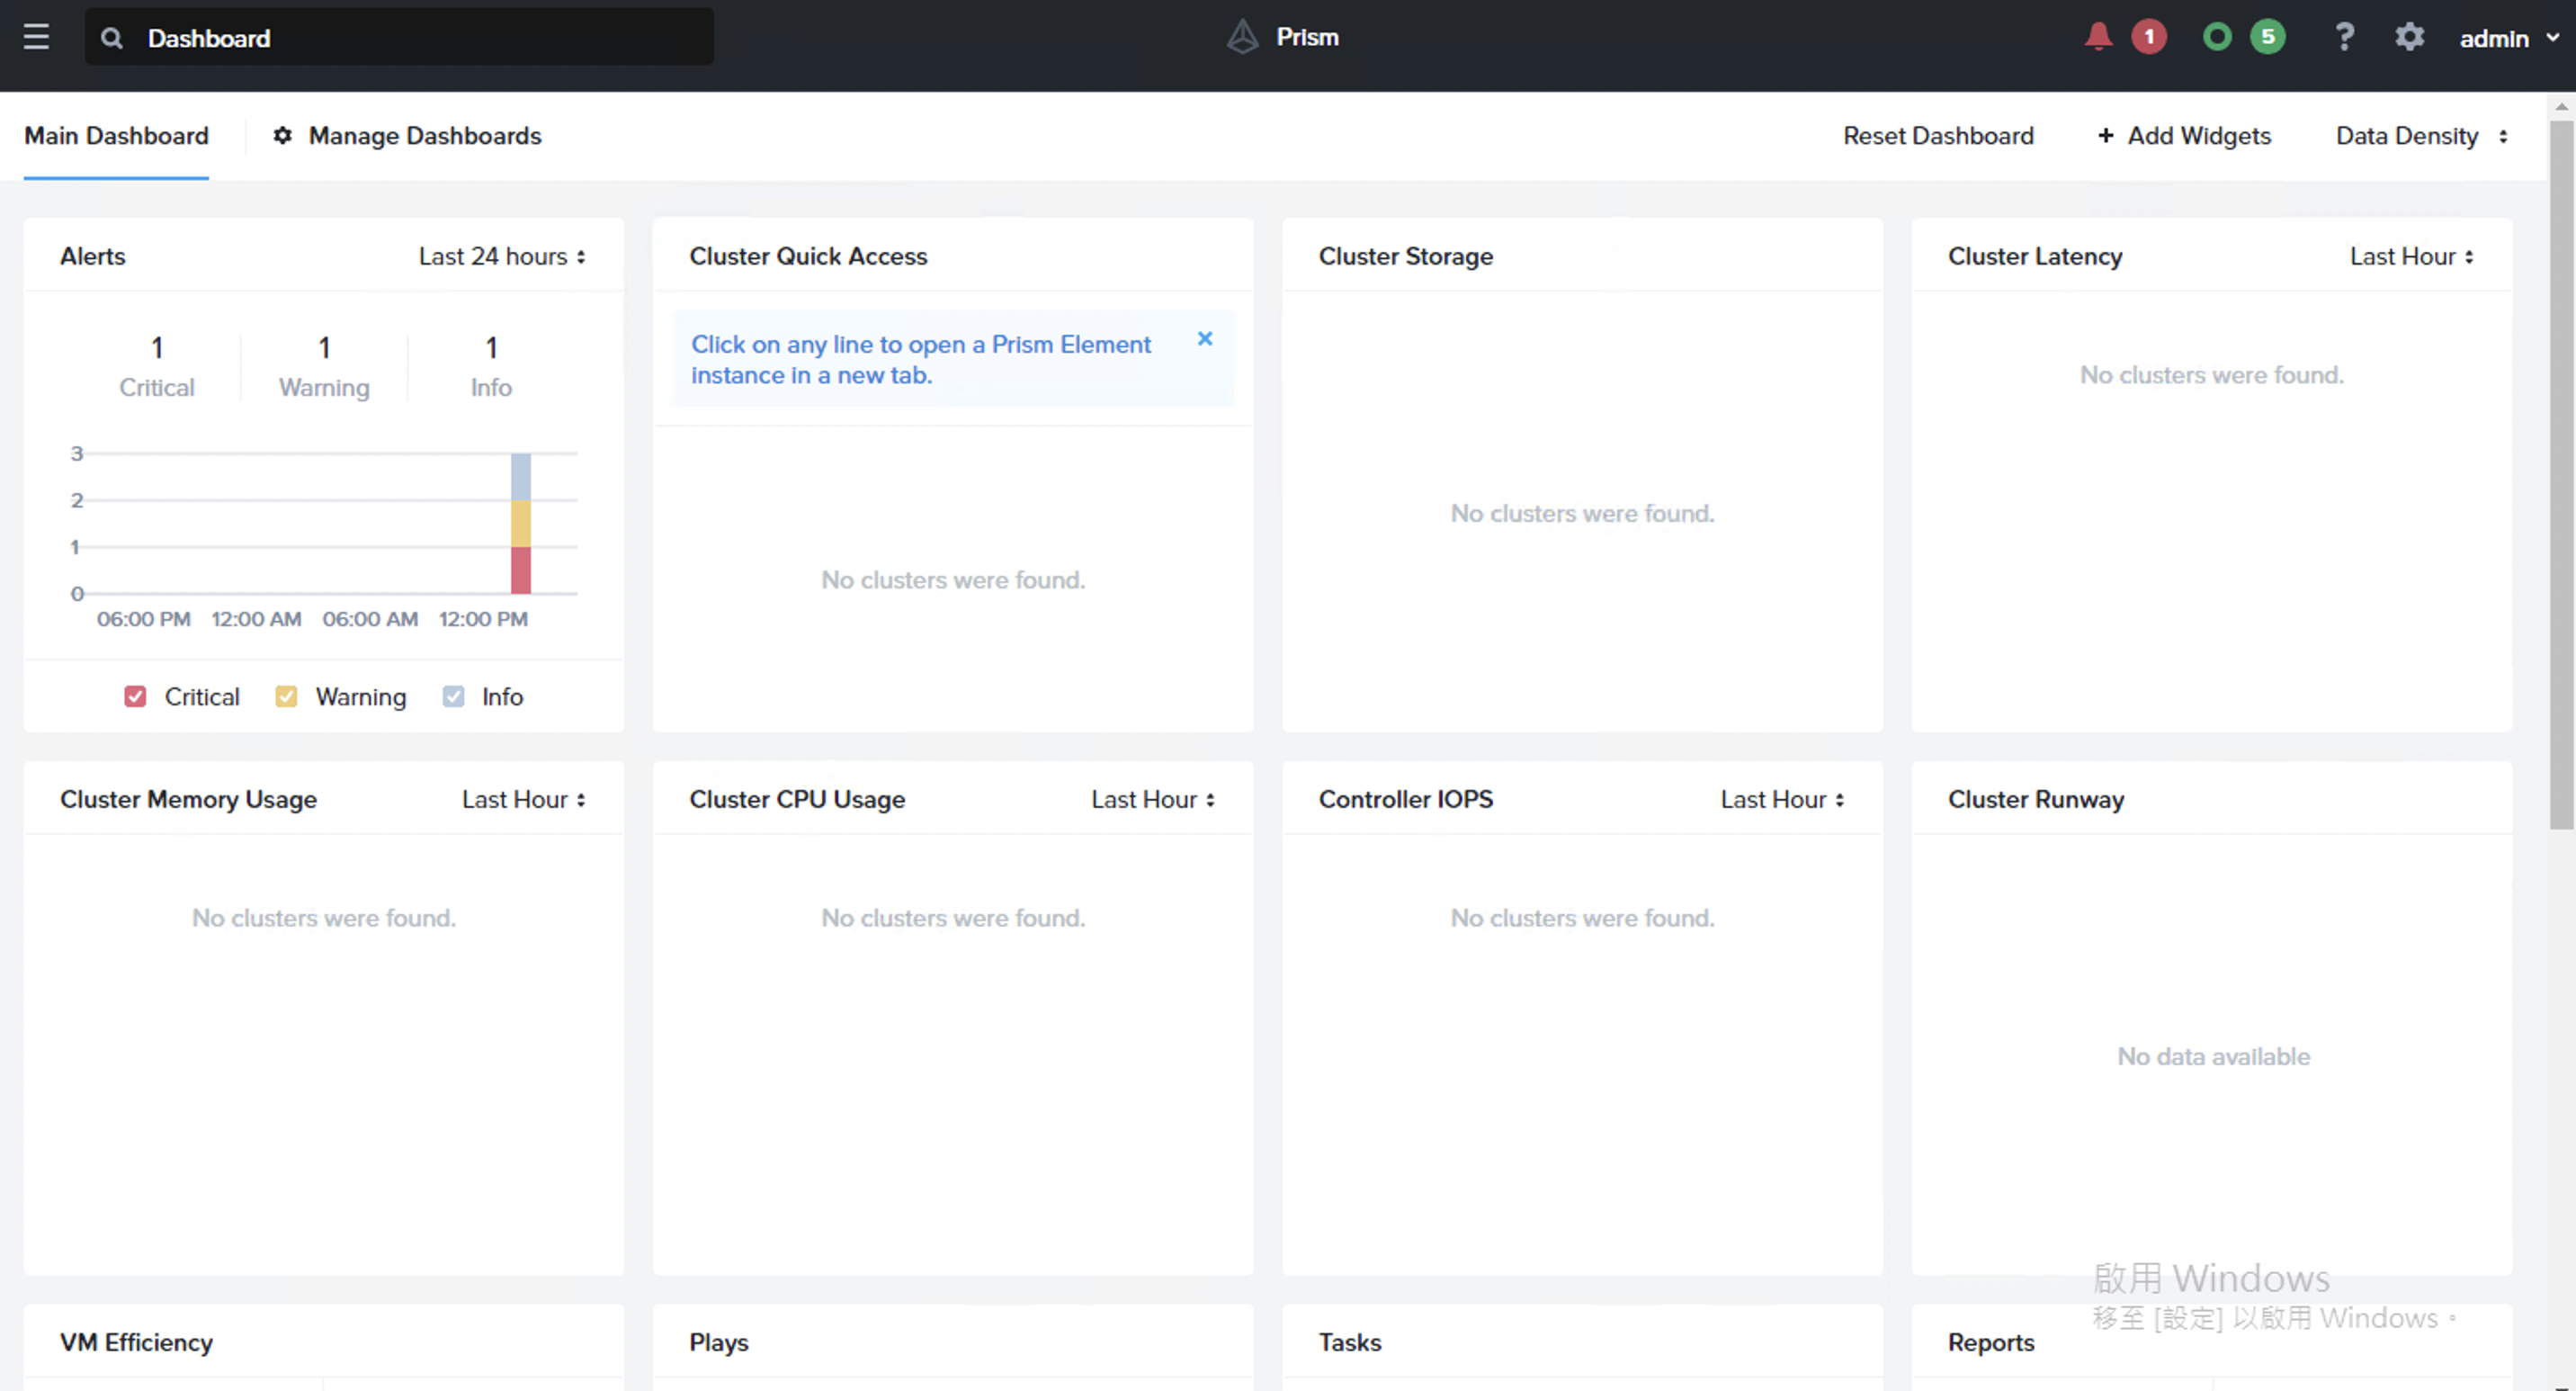 Dashboard
Prism
1
5
?
admin
Main Dashboard
Manage Dashboards
Reset Dashboard
+ Add Widgets
Data Density
Alerts
Last 24 hours
1
Critical
1
Warning
1
Info
3
2
1
0
06:00 PM 12:00 AM 06:00 AM 12:00 PM
Critical
Warning
Info
Cluster Quick Access
Click on any line to open a Prism Element
instance in a new tab.
No clusters were found.
Cluster Storage
No clusters were found.
Cluster Latency
Last Hour
No clusters were found.
Cluster Memory Usage
Last Hour
No clusters were found.
Cluster CPU Usage
Last Hour
No clusters were found.
Controller IOPS
Last Hour
No clusters were found.
Cluster Runway
No data available
啟用 Windows
移至 [設定] 以啟用 Windows。
VM Efficiency
Plays
Tasks
Reports